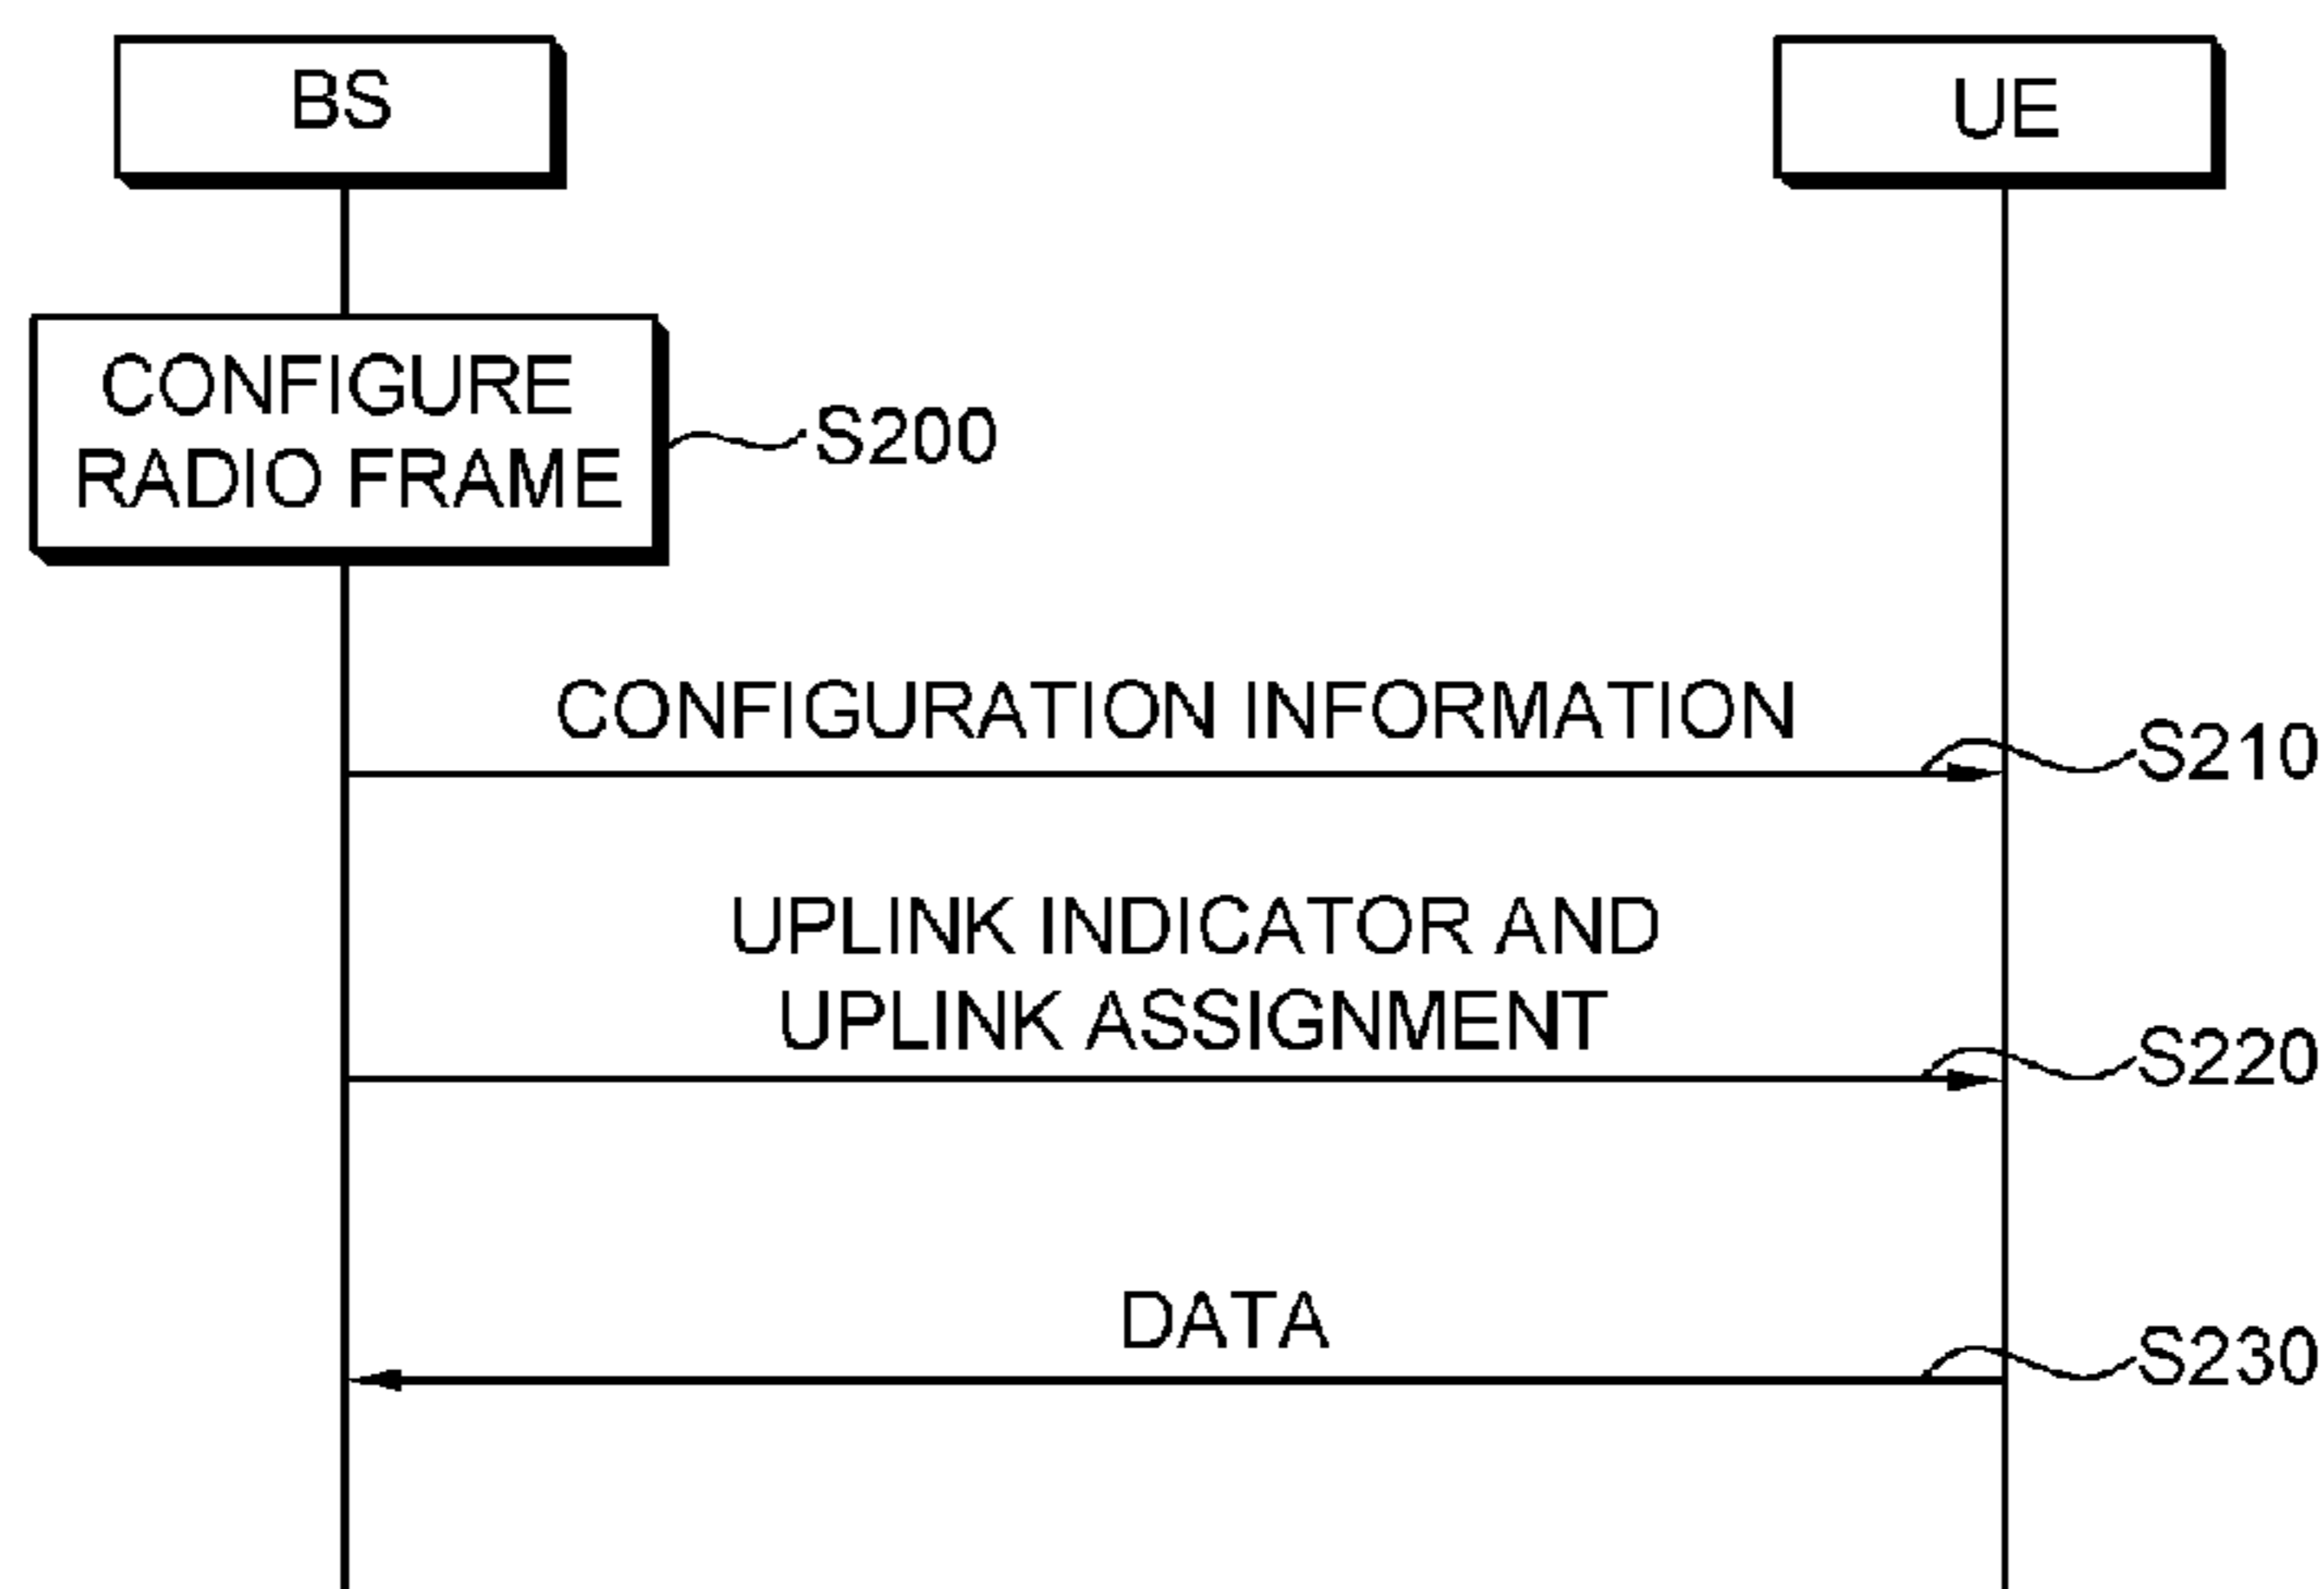 BS
UE
CONFIGURE
RADIO FRAME
S200
CONFIGURATION INFORMATION
S210
UPLINK INDICATOR AND
UPLINK ASSIGNMENT
S220
DATA
S230